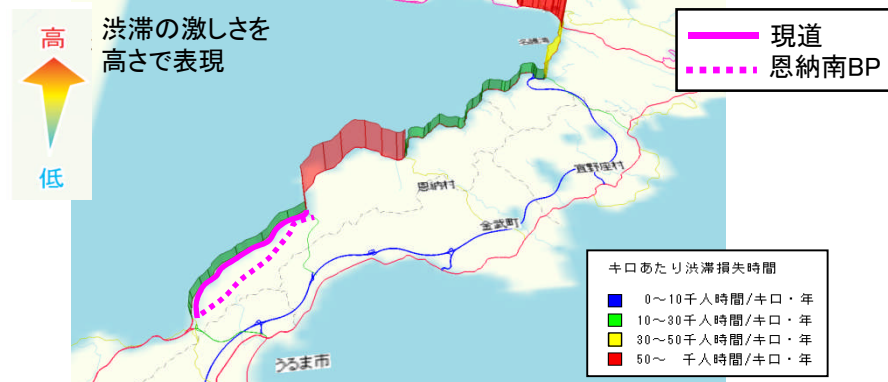 高
低
渋滞の激しさを
高さで表現
現道
恩納南BP
名護市
恩納村
宜野座村
金武町
うるま市
キロあたり渋滞損失時間
0～10千人時間/キロ・年
10～30千人時間/キロ・年
30～50千人時間/キロ・年
50～　千人時間/キロ・年